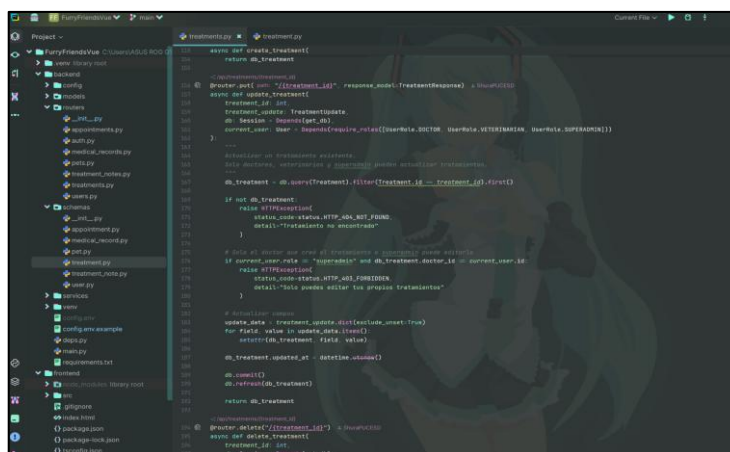 FurryFriendsVue main Current File
Project
treatments.py treatment.py
FurryFriendsVue C:\Users\ASUS ROG
.venv library root
backend
config
models
routers
__init__.py
appointments.py
auth.py
medical_records.py
pets.py
treatment_notes.py
treatments.py
users.py
schemas
__init__.py
appointment.py
medical_record.py
pet.py
treatment.py
treatment_note.py
user.py
services
venv
config.env
config.env.example
deps.py
main.py
requirements.txt
frontend
node_modules library root
src
.gitignore
index.html
package.json
package-lock.json
tsconfig.json
async def create_treatment(
return db_treatment
@router.put( path: "/{treatment_id}", response_model=TreatmentResponse)
async def update_treatment(
treatment_id: int,
treatment_update: TreatmentUpdate,
db: Session = Depends(get_db),
current_user: User = Depends(require_roles([UserRole.DOCTOR, UserRole.VETERINARIAN, UserRole.SUPERADMIN]))
):
"""
Actualizar un tratamiento existente.
Solo doctores, veterinarios y superadmin pueden actualizar tratamientos.
"""
db_treatment = db.query(Treatment).filter(Treatment.id == treatment_id).first()
if not db_treatment:
raise HTTPException(
status_code=status.HTTP_404_NOT_FOUND,
detail="Tratamiento no encontrado"
)
# Solo el doctor que creó el tratamiento o superadmin puede editarlo
if current_user.role != "superadmin" and db_treatment.doctor_id != current_user.id:
raise HTTPException(
status_code=status.HTTP_403_FORBIDDEN,
detail="Solo puedes editar tus propios tratamientos"
)
# Actualizar campos
update_data = treatment_update.dict(exclude_unset=True)
for field, value in update_data.items():
setattr(db_treatment, field, value)
db_treatment.updated_at = datetime.utcnow()
db.commit()
db.refresh(db_treatment)
return db_treatment
@router.delete("/{treatment_id}")
async def delete_treatment(
treatment_id: int,